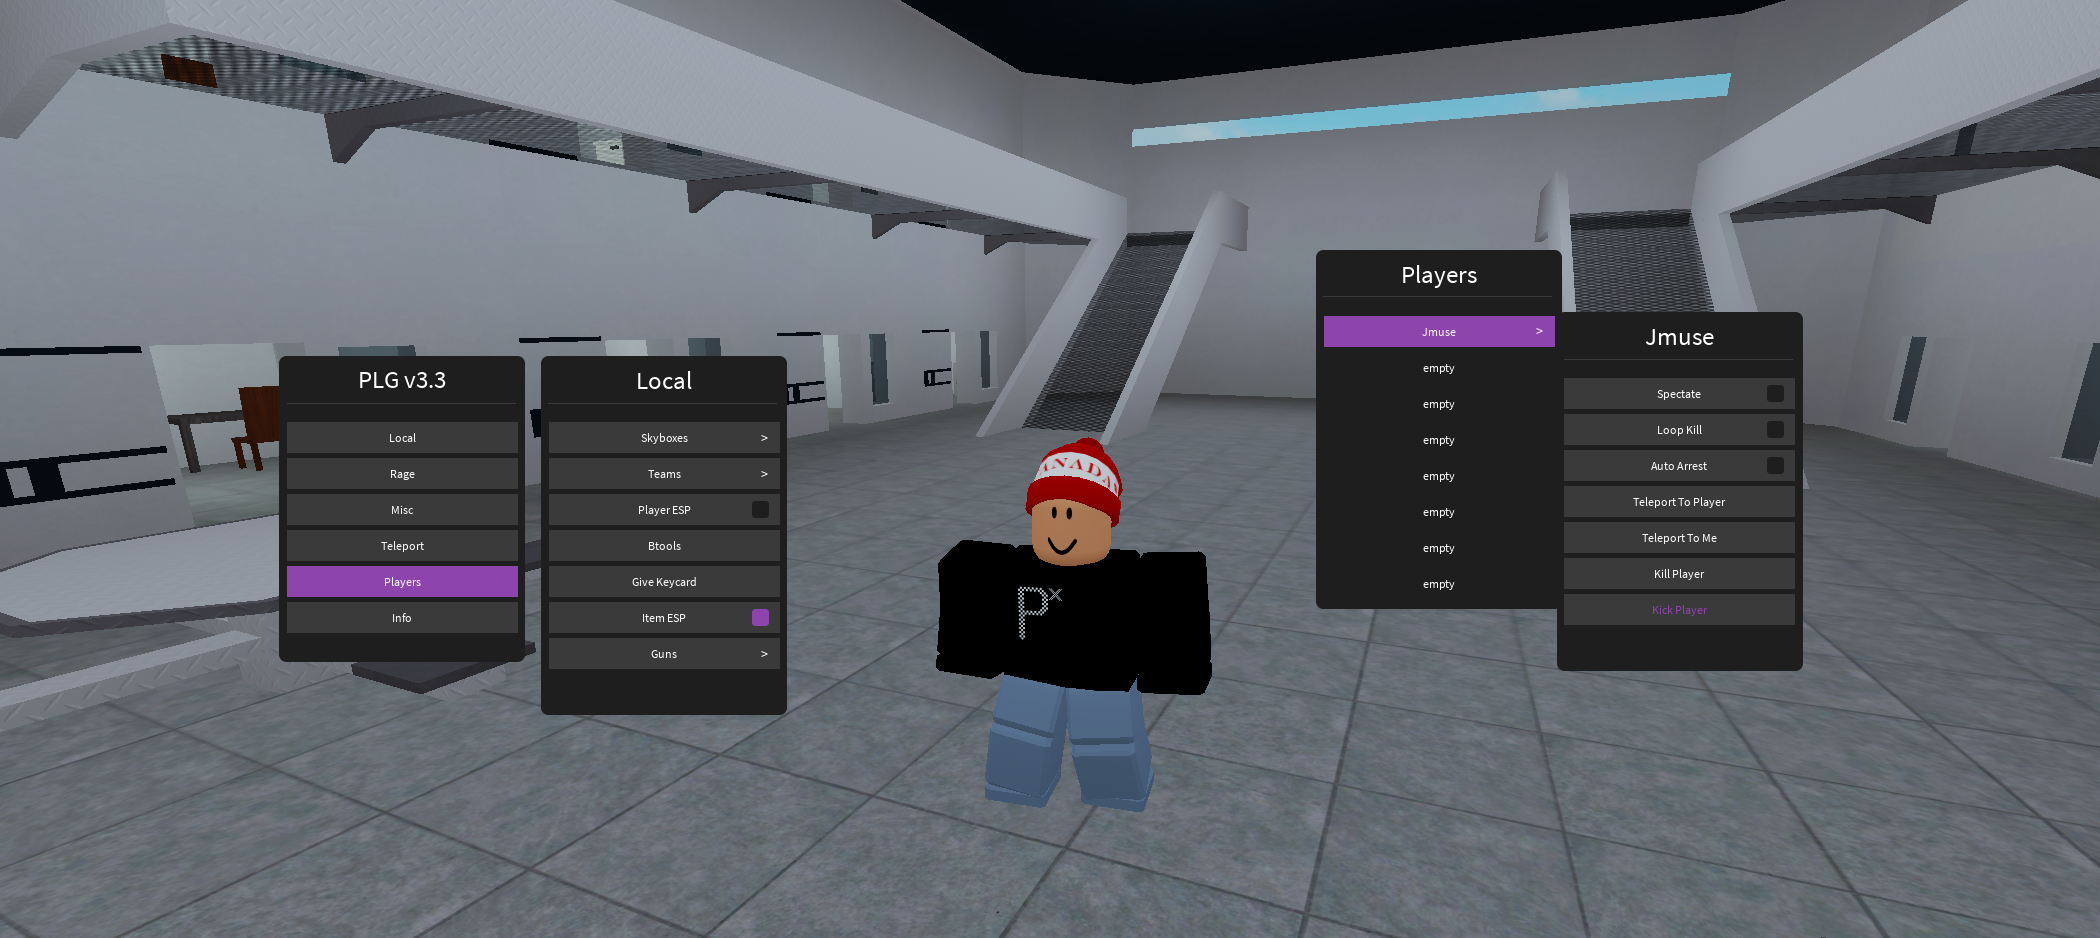 PLG v3.3
Local
Rage
Misc
Teleport
Players
Info
Local
Skyboxes >
Teams >
Player ESP
Btools
Give Keycard
Item ESP
Guns >
Px
Players
Jmuse >
empty
empty
empty
empty
empty
empty
empty
Jmuse
Spectate
Loop Kill
Auto Arrest
Teleport To Player
Teleport To Me
Kill Player
Kick Player